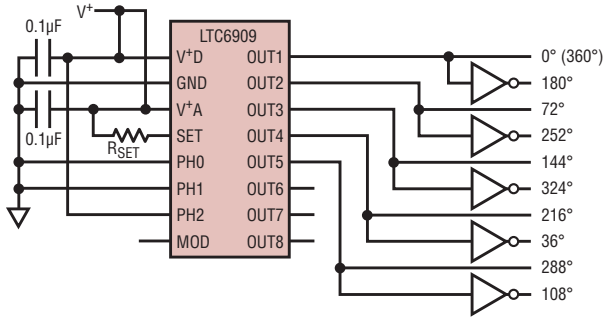 V+
0.1µF
LTC6909
V+D OUT1
GND OUT2
V+A OUT3
SET OUT4
PH0 OUT5
PH1 OUT6
PH2 OUT7
MOD OUT8
0.1µF
RSET
0° (360°)
180°
72°
252°
144°
324°
216°
36°
288°
108°